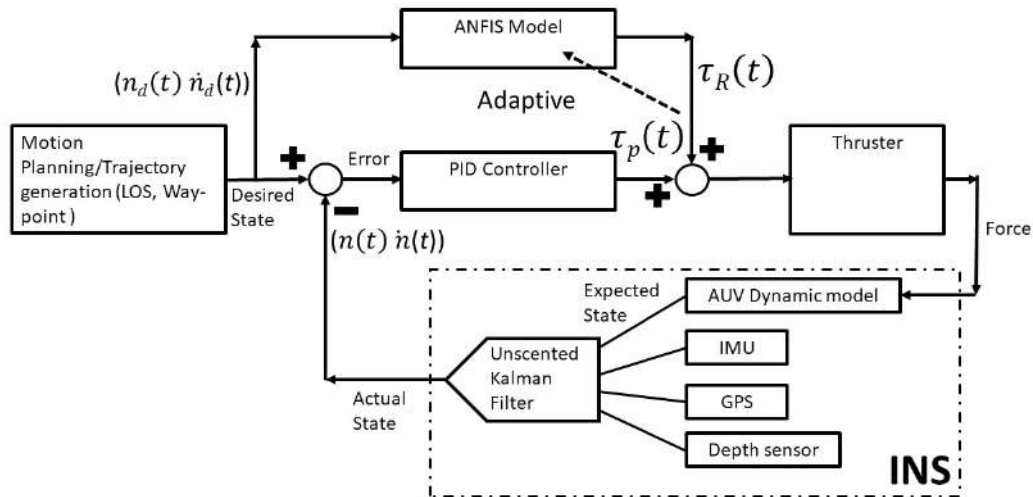 ANFIS Model
(n_d(t) ṅ_d(t))
Adaptive
τ_R(t)
Motion
Planning/Trajectory
generation (LOS, Way-
point )
Desired
State
+
Error
PID Controller
τ_p(t)
+
+
Thruster
−
(n(t) ṅ(t))
Force
Expected
State
AUV Dynamic model
Unscented
Kalman
Filter
IMU
GPS
Depth sensor
Actual
State
INS